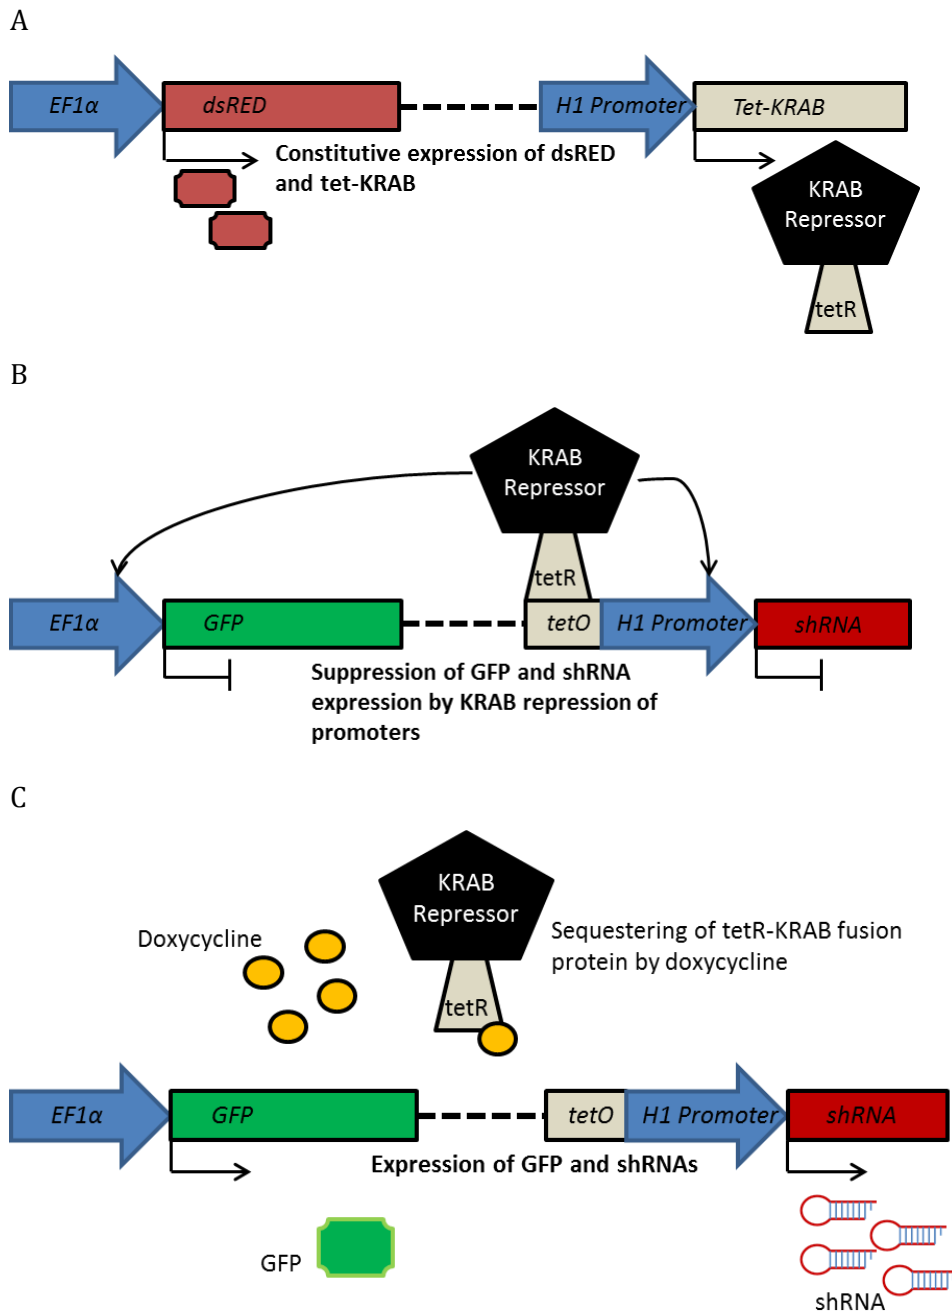 A
EF1α
dsRED
H1 Promoter
Tet-KRAB
Constitutive expression of dsRED
and tet-KRAB
KRAB
Repressor
tetR
B
KRAB
Repressor
tetR
EF1α
GFP
tetO
H1 Promoter
shRNA
Suppression of GFP and shRNA
expression by KRAB repression of
promoters
C
KRAB
Repressor
Doxycycline
Sequestering of tetR-KRAB fusion
protein by doxycycline
tetR
EF1α
GFP
tetO
H1 Promoter
shRNA
Expression of GFP and shRNAs
GFP
shRNA